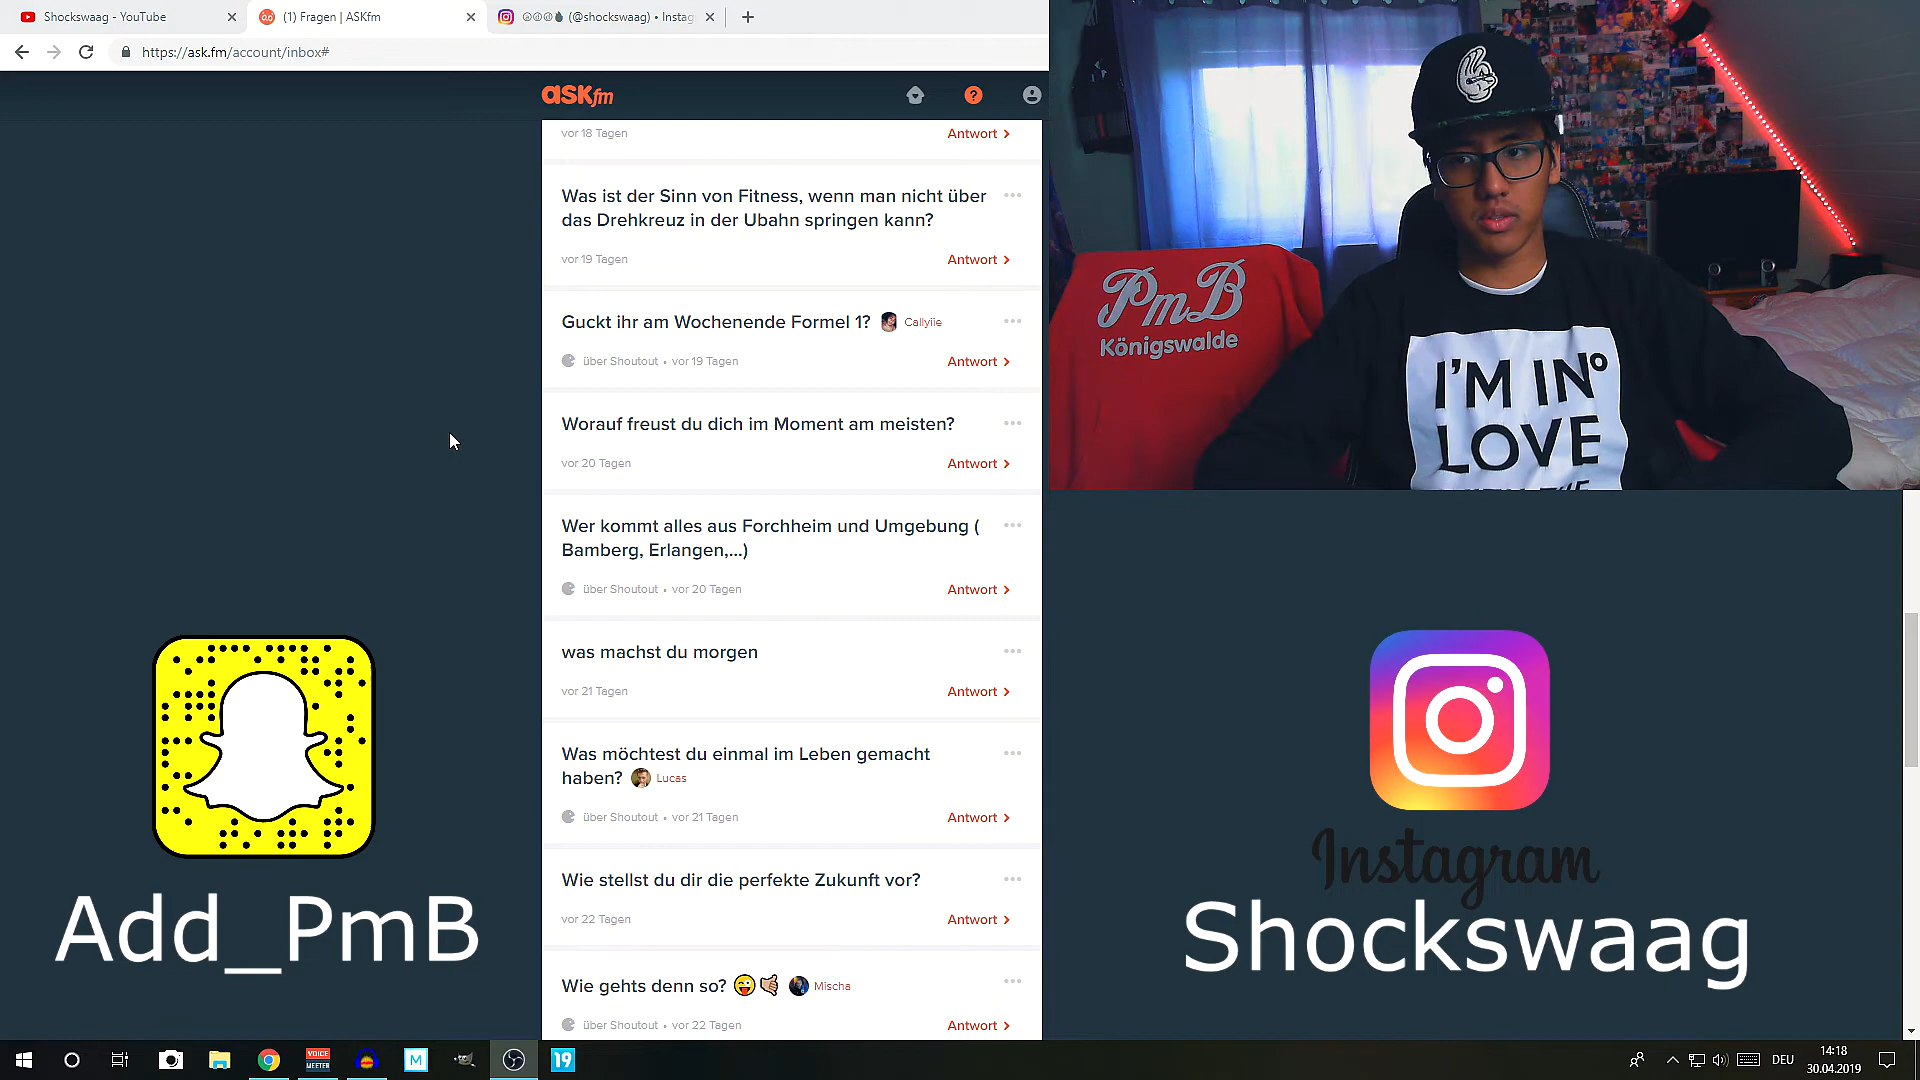 Shockswaag - YouTube
(1) Fragen | ASKfm
(@shockswaag) • Instag
https://ask.fm/account/inbox#
ASKfm
vor 18 Tagen
Antwort
Was ist der Sinn von Fitness, wenn man nicht über
das Drehkreuz in der Ubahn springen kann?
vor 19 Tagen
Antwort
Guckt ihr am Wochenende Formel 1? Callyiie
über Shoutout • vor 19 Tagen
Antwort
Worauf freust du dich im Moment am meisten?
vor 20 Tagen
Antwort
Wer kommt alles aus Forchheim und Umgebung (
Bamberg, Erlangen,...)
über Shoutout • vor 20 Tagen
Antwort
was machst du morgen
vor 21 Tagen
Antwort
Was möchtest du einmal im Leben gemacht
haben? Lucas
über Shoutout • vor 21 Tagen
Antwort
Wie stellst du dir die perfekte Zukunft vor?
vor 22 Tagen
Antwort
Wie gehts denn so? 😜🤙 Mischa
über Shoutout • vor 22 Tagen
Antwort
PmB
Königswalde
I'M IN
LOVE
Add_PmB
Instagram
Shockswaag
VOICE
MEETER
M
19
DEU
14:18
30.04.2019